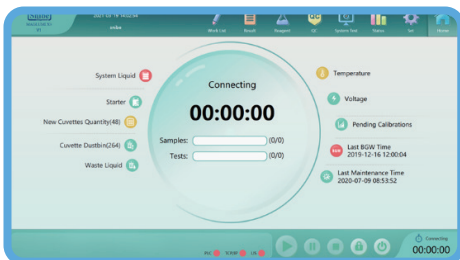 Work List
Result
Reagent
QC
System Test
Status
Set
Home
System Liquid
Starter
New Cuvettes Quantity(48)
Cuvette Dustbin(264)
Waste Liquid
Connecting
00:00:00
Samples: (0/0)
Tests: (0/0)
Temperature
Voltage
Pending Calibrations
Last BGW Time
2019-12-16 12:00:04
Last Maintenance Time
2020-07-09 08:53:52
Connecting
00:00:00